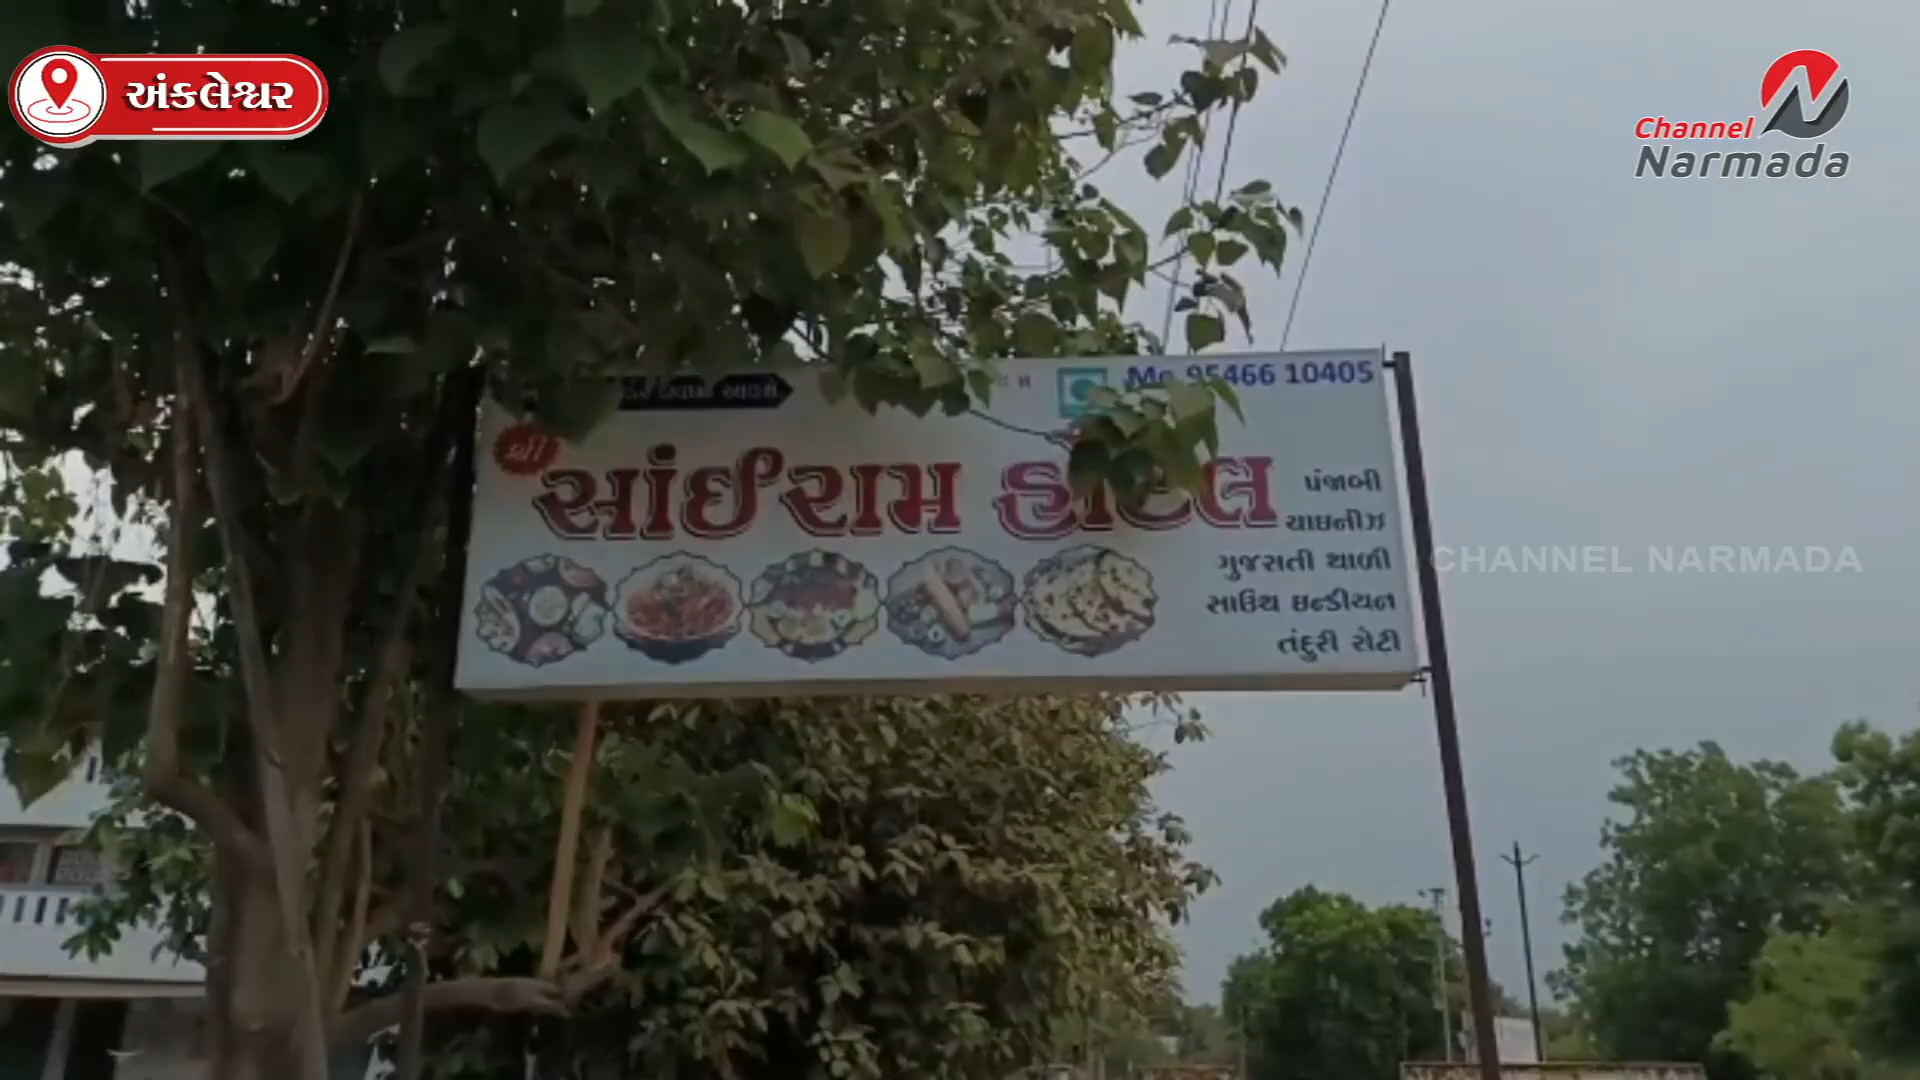 અંકલેશ્વર
Channel
Narmada
Mo. 95466 10405
શ્રી
સાંઈરામ હોટલ
પંજાબી
ચાઇનીઝ
ગુજરાતી થાળી
સાઉથ ઇન્ડીયન
તંદુરી રોટી
CHANNEL NARMADA